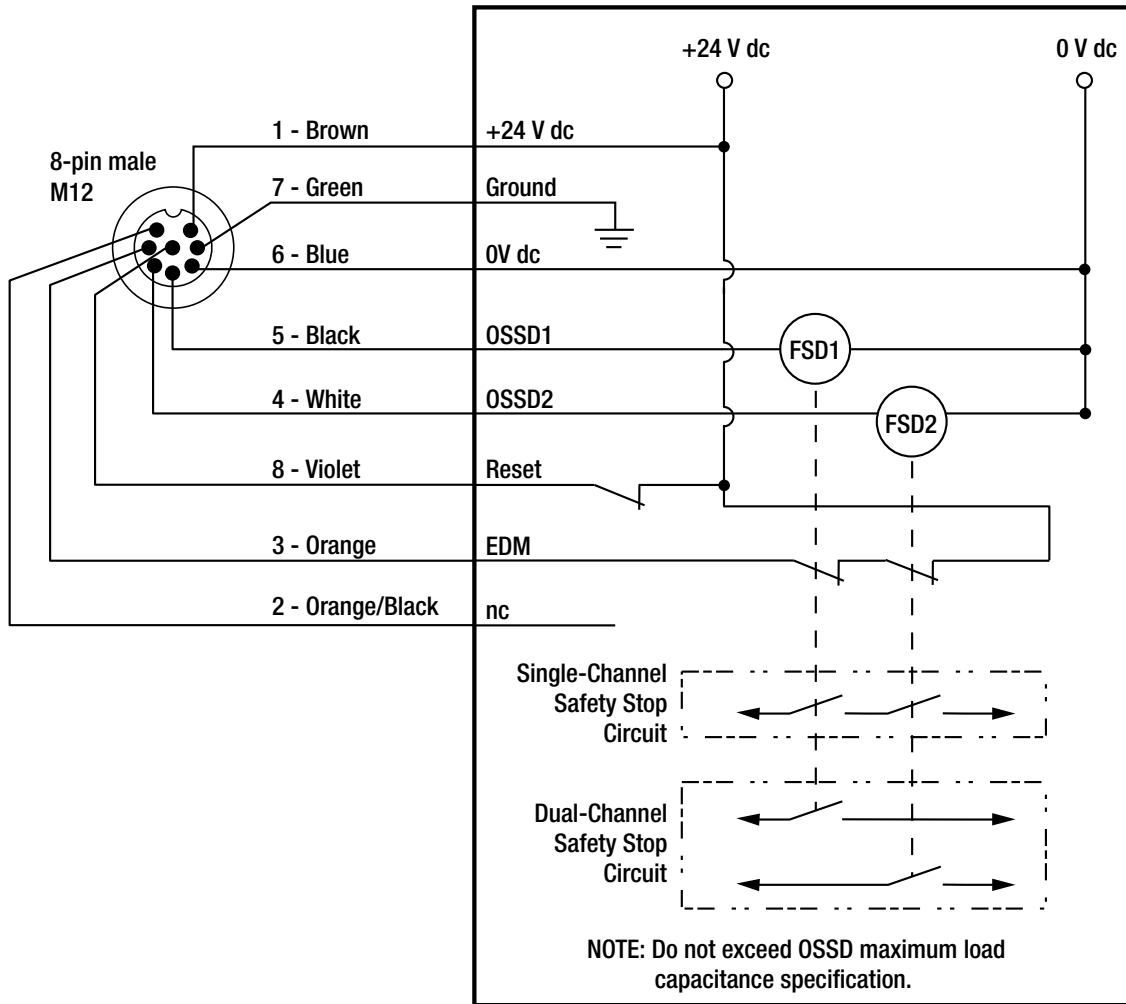 +24 V dc
0 V dc
1 - Brown
+24 V dc
8-pin male
M12
7 - Green
Ground
6 - Blue
0V dc
5 - Black
OSSD1
FSD1
4 - White
OSSD2
FSD2
8 - Violet
Reset
3 - Orange
EDM
2 - Orange/Black
nc
Single-Channel
Safety Stop
Circuit
Dual-Channel
Safety Stop
Circuit
NOTE: Do not exceed OSSD maximum load
capacitance specification.